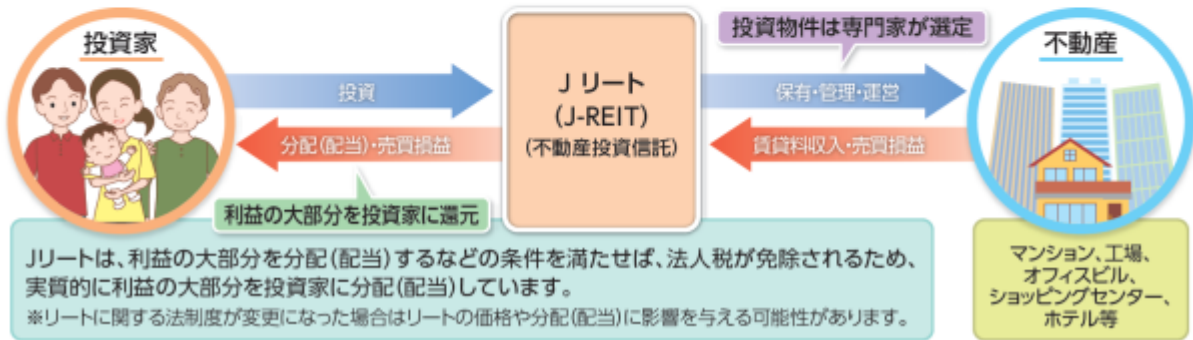 投資家
投資
分配(配当)・売買損益
利益の大部分を投資家に還元
Jリート
(J-REIT)
(不動産投資信託)
投資物件は専門家が選定
保有・管理・運営
賃貸料収入・売買損益
不動産
マンション、工場、
オフィスビル、
ショッピングセンター、
ホテル等
Jリートは、利益の大部分を分配(配当)するなどの条件を満たせば、法人税が免除されるため、
実質的に利益の大部分を投資家に分配(配当)しています。
※リートに関する法制度が変更になった場合はリートの価格や分配(配当)に影響を与える可能性があります。